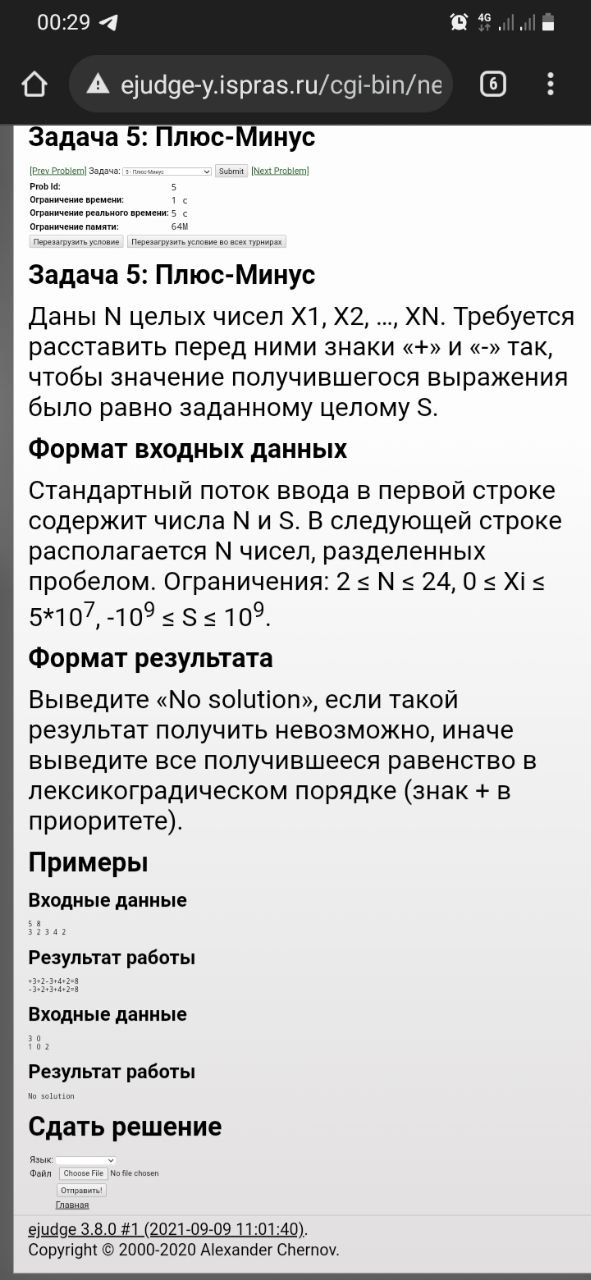 00:29
4G
ejudge-y.ispras.ru/cgi-bin/ne
6
Задача 5: Плюс-Минус
[Prev Problem] Задача: 5 - Плюс-Минус Submit [Next Problem]
Prob Id: 5
Ограничение времени: 1 с
Ограничение реального времени: 5 с
Ограничение памяти: 64M
Перезагрузить условие Перезагрузить условие во всех турнирах
Задача 5: Плюс-Минус
Даны N целых чисел X1, X2, ..., XN. Требуется
расставить перед ними знаки «+» и «-» так,
чтобы значение получившегося выражения
было равно заданному целому S.
Формат входных данных
Стандартный поток ввода в первой строке
содержит числа N и S. В следующей строке
располагается N чисел, разделенных
пробелом. Ограничения: 2 ≤ N ≤ 24, 0 ≤ Xi ≤
5*10⁷, -10⁹ ≤ S ≤ 10⁹.
Формат результата
Выведите «No solution», если такой
результат получить невозможно, иначе
выведите все получившееся равенство в
лексикоградическом порядке (знак + в
приоритете).
Примеры
Входные данные
5 8
3 2 3 4 2
Результат работы
+3+2-3+4+2=8
-3+2+3+4+2=8
Входные данные
3 0
1 0 2
Результат работы
No solution
Сдать решение
Язык:
Файл Choose File No file chosen
Отправить!
Главная
ejudge 3.8.0 #1 (2021-09-09 11:01:40).
Copyright © 2000-2020 Alexander Chernov.